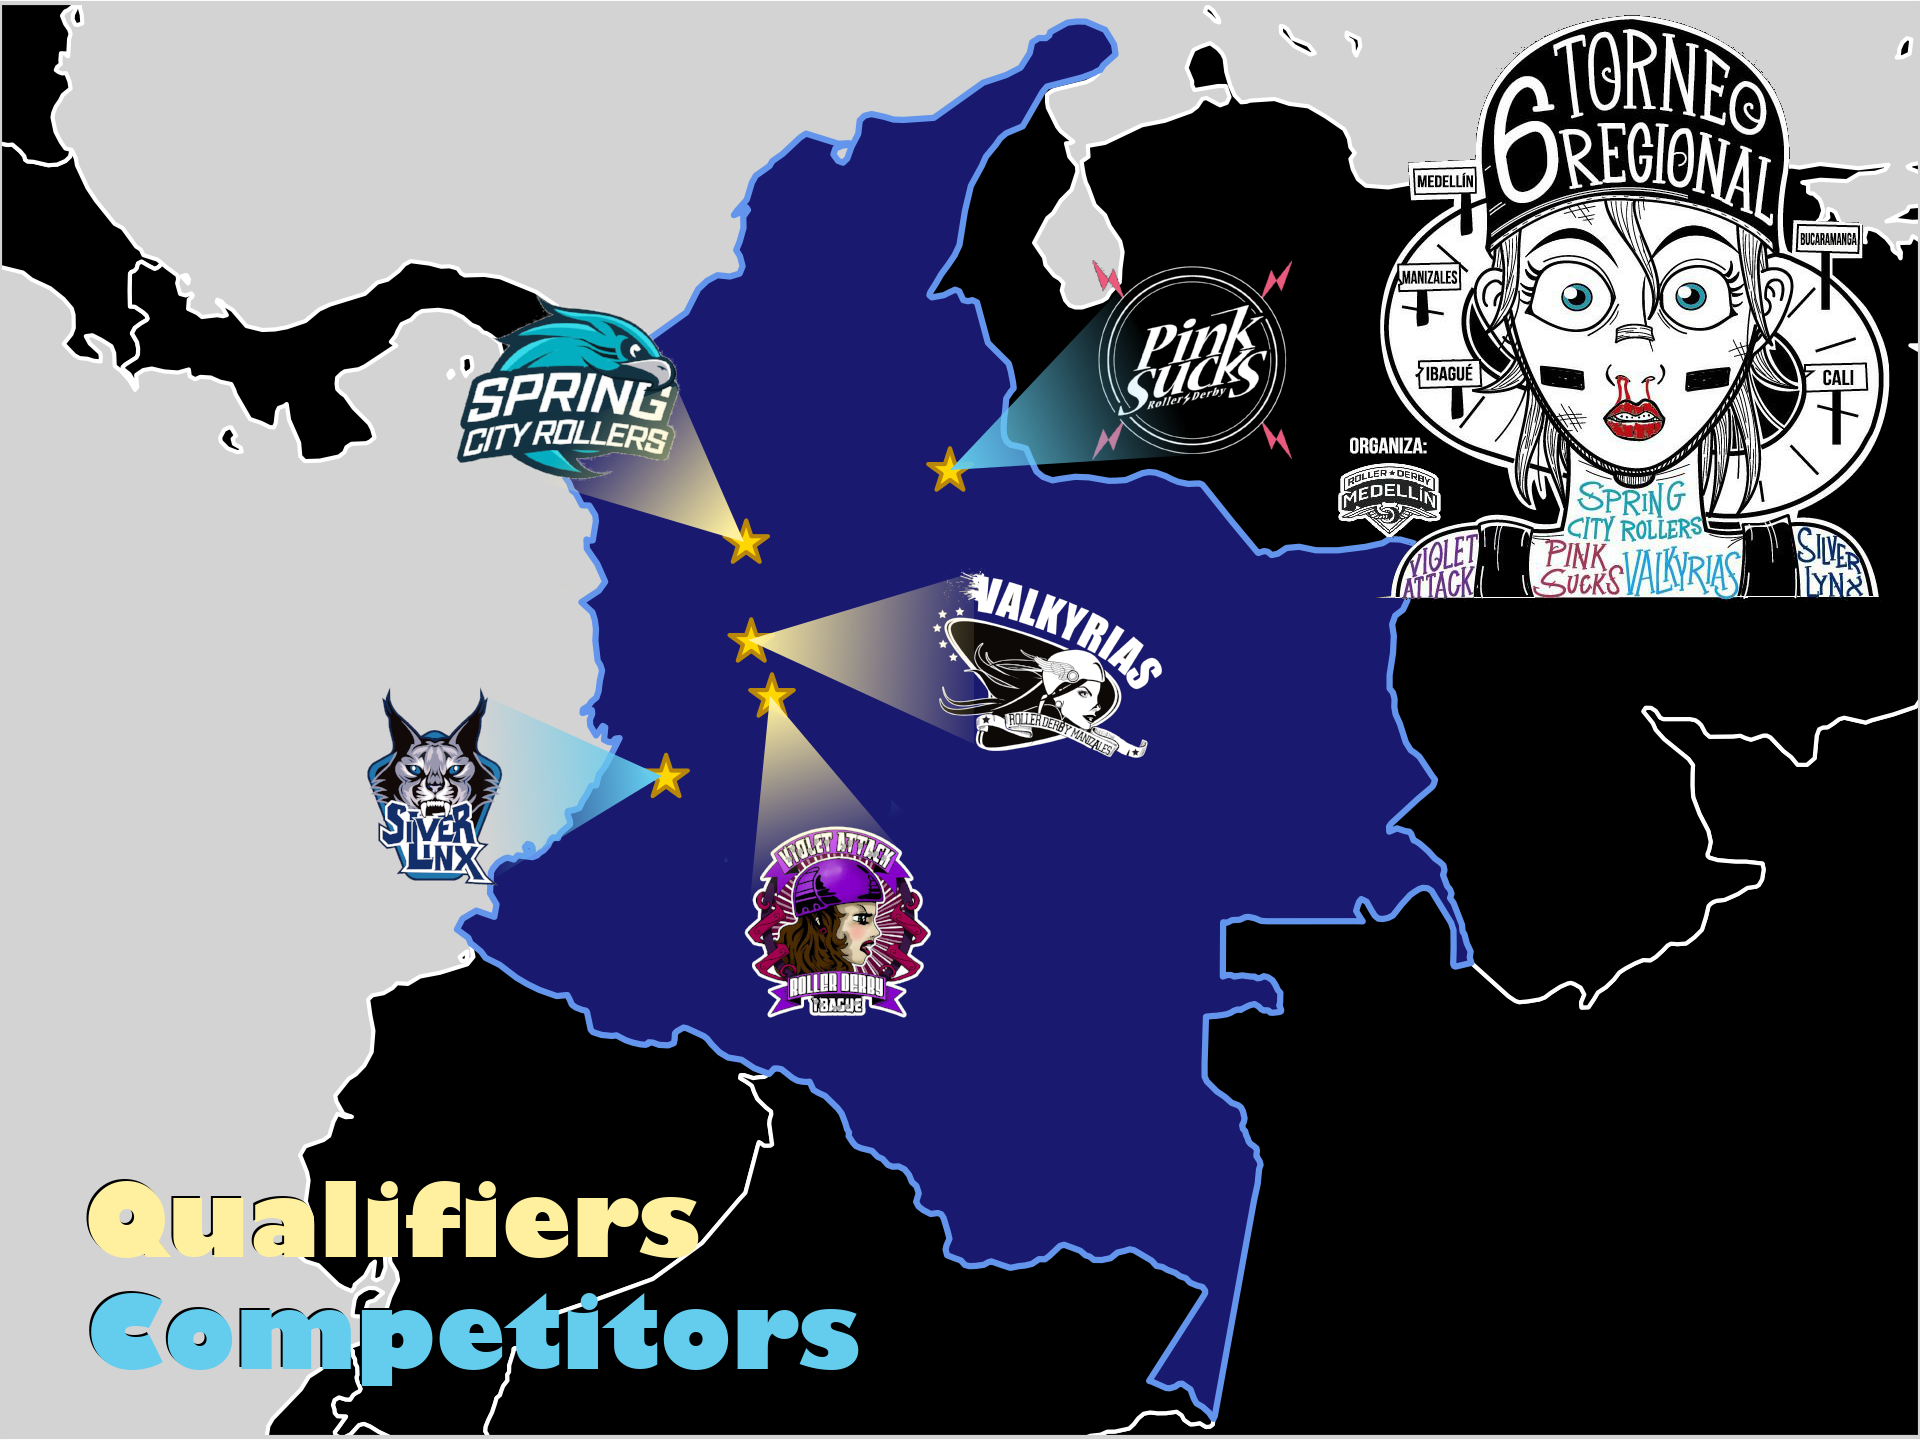 6 TORNEO
REGIONAL
MEDELLÍN
BUCARAMANGA
MANIZALES
IBAGUÉ
CALI
ORGANIZA:
ROLLER ★ DERBY
MEDELLÍN
SPRING
CITY ROLLERS
VIOLET
ATTACK
PINK
SUCKS
VALKYRIAS
SILVER
LYNX
SPRING
CITY ROLLERS
Pink
Sucks
Roller Derby
VALKYRIAS
ROLLER DERBY MANIZALES
SILVER
LINX
VIOLET ATTACK
ROLLER DERBY
IBAGUE
Qualifiers
Competitors